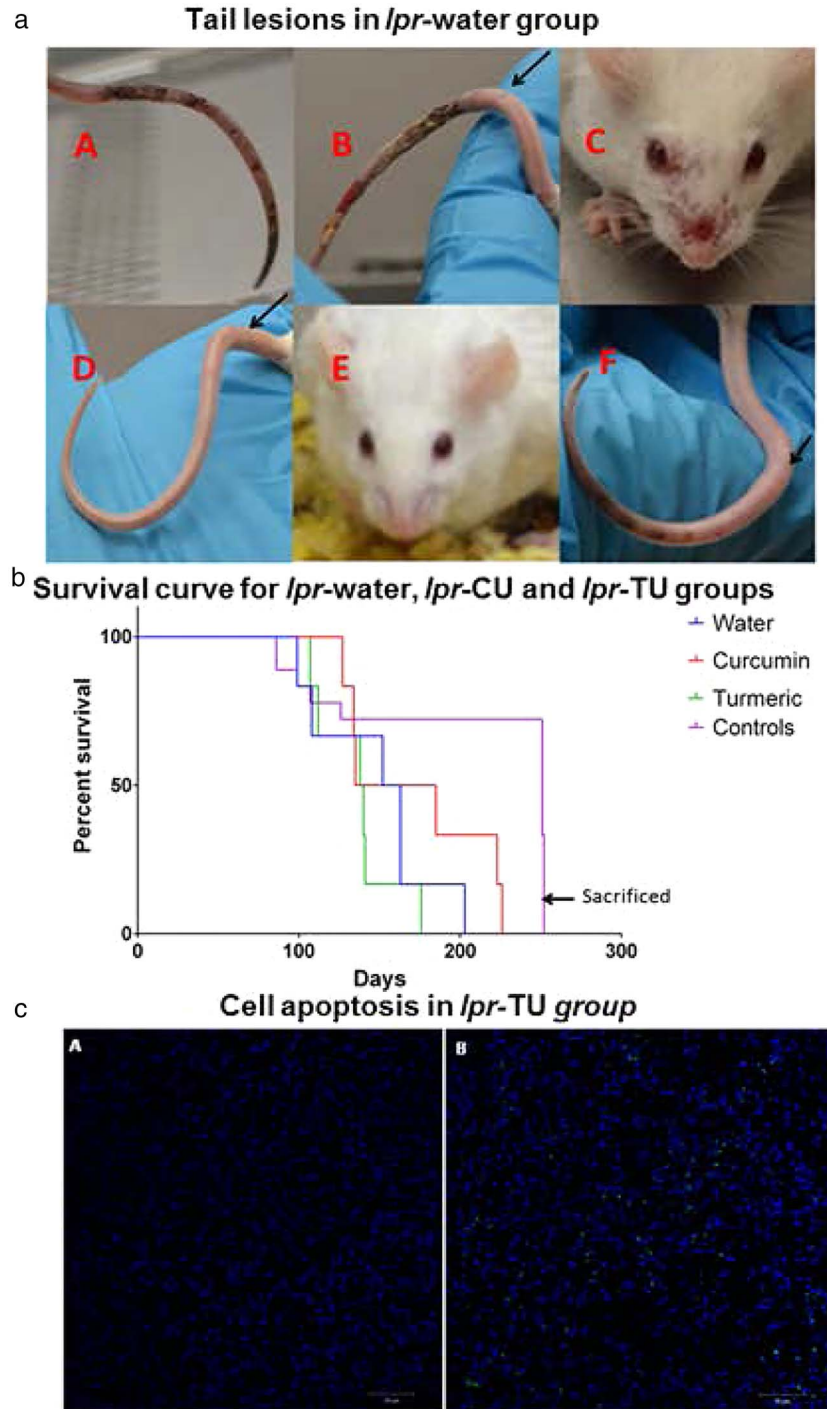 a
Tail lesions in lpr-water group
A
B
C
D
E
F
b
Survival curve for lpr-water, lpr-CU and lpr-TU groups
Percent survival
100
50
0
0
100
200
300
Days
Water
Curcumin
Turmeric
Controls
Sacrificed
c
Cell apoptosis in lpr-TU group
A
B